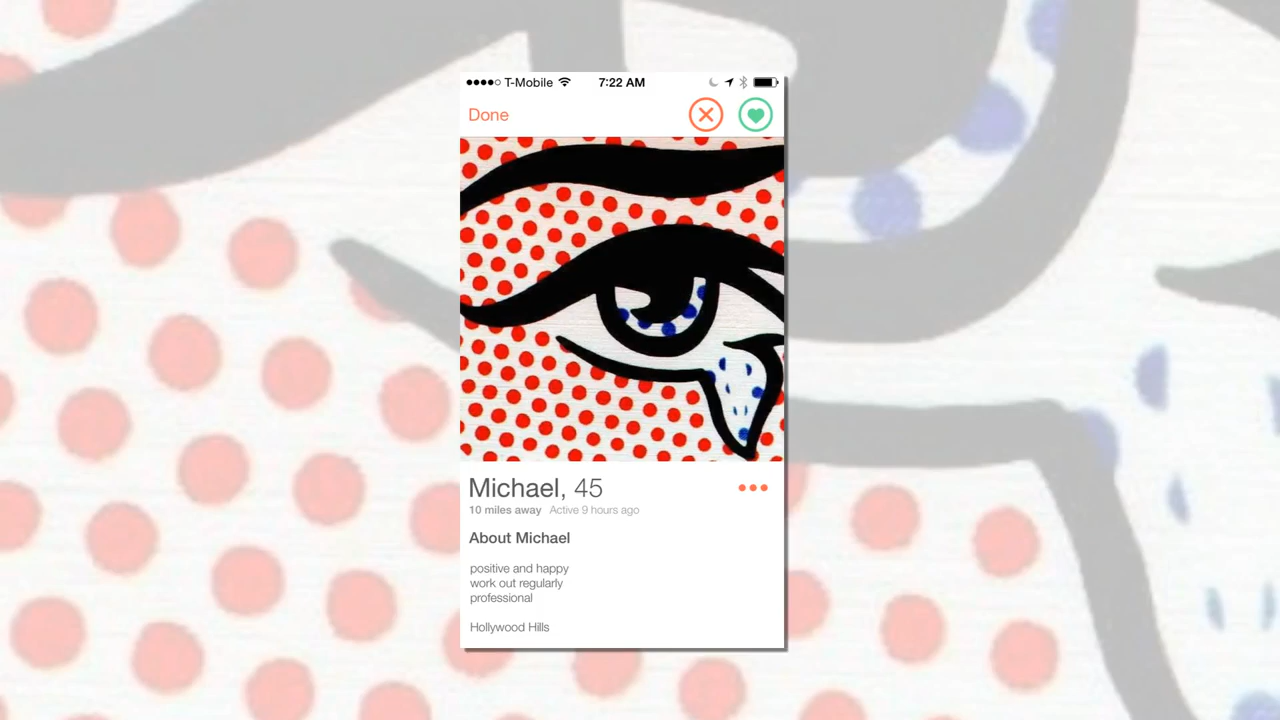 T-Mobile 7:22 AM
Done
Michael, 45
10 miles away Active 9 hours ago
About Michael
positive and happy
work out regularly
professional
Hollywood Hills